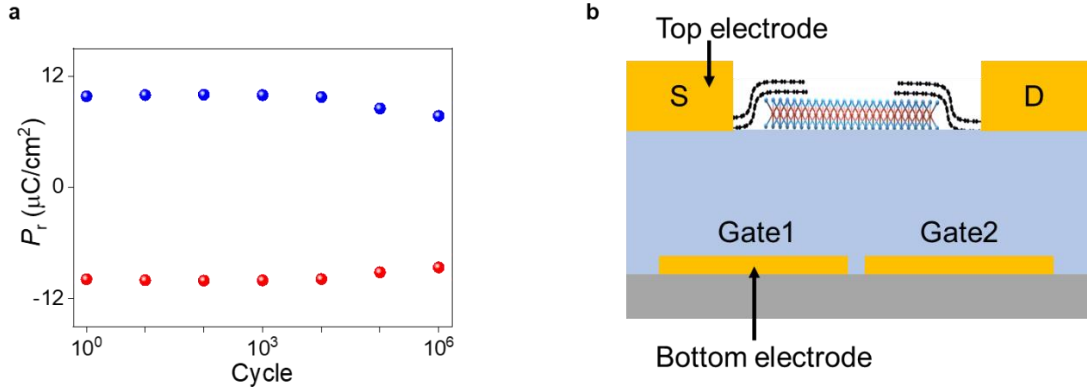 a
12
0
-12
Pr (μC/cm²)
10⁰
10³
10⁶
Cycle
b
Top electrode
S
D
Gate1
Gate2
Bottom electrode